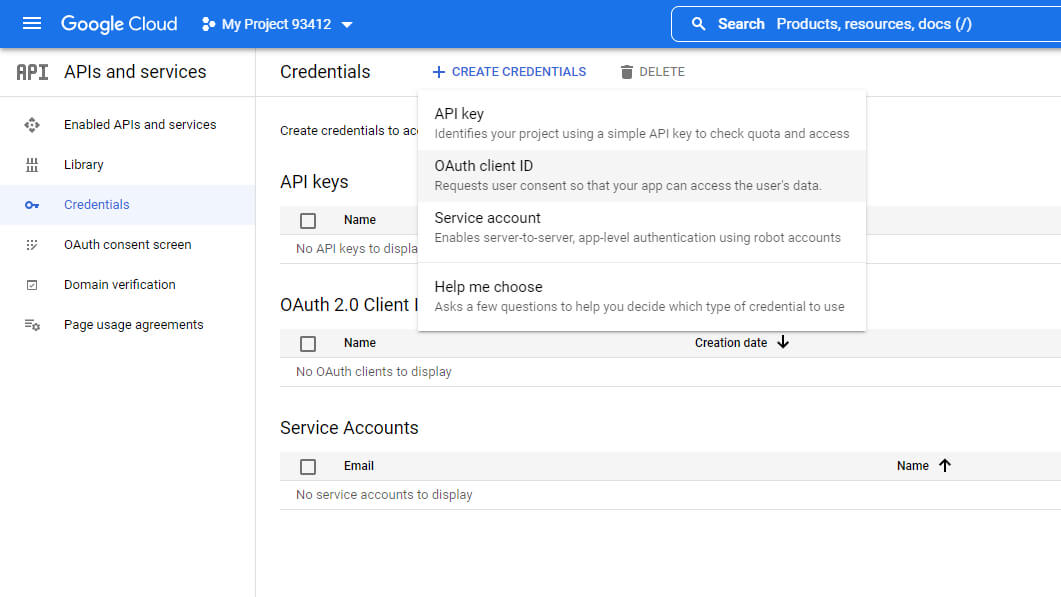 Google Cloud
My Project 93412
Search Products, resources, docs (/)
API APIs and services
Enabled APIs and services
Library
Credentials
OAuth consent screen
Domain verification
Page usage agreements
Credentials
+ CREATE CREDENTIALS
DELETE
Create credentials to acc
API key
Identifies your project using a simple API key to check quota and access
OAuth client ID
Requests user consent so that your app can access the user's data.
Service account
Enables server-to-server, app-level authentication using robot accounts
Help me choose
Asks a few questions to help you decide which type of credential to use
API keys
Name
No API keys to displa
OAuth 2.0 Client I
Name Creation date
No OAuth clients to display
Service Accounts
Email Name
No service accounts to display